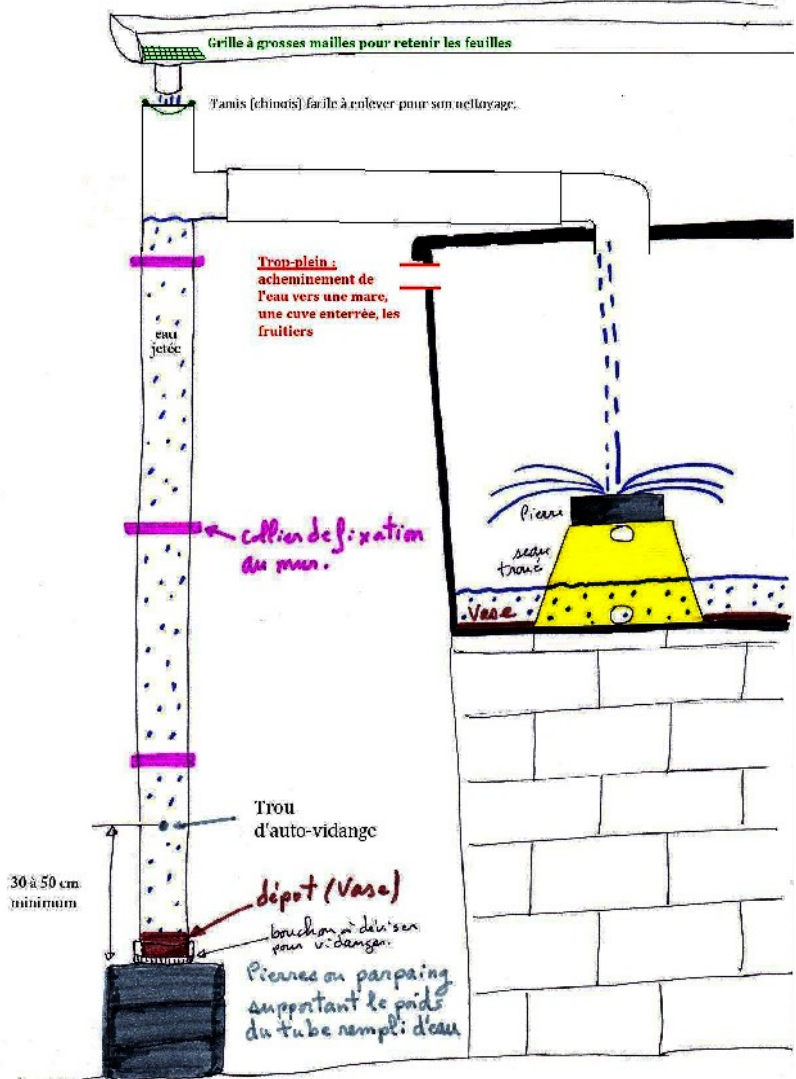 Grille à grosses mailles pour retenir les feuilles
Tamis (chinois) facile à enlever pour son nettoyage.
Trop-plein :
acheminement de
l'eau vers une mare,
une cuve enterrée, les
fruitiers
eau
jetée
Pierre
seau
troué
collier de fixation
au mur.
Vase
Trou
d'auto-vidange
30 à 50 cm
minimum
dépot (Vase)
bouchon à déviser
pour vidanger.
Pierres ou parpaing
supportant le poids
du tube rempli d'eau